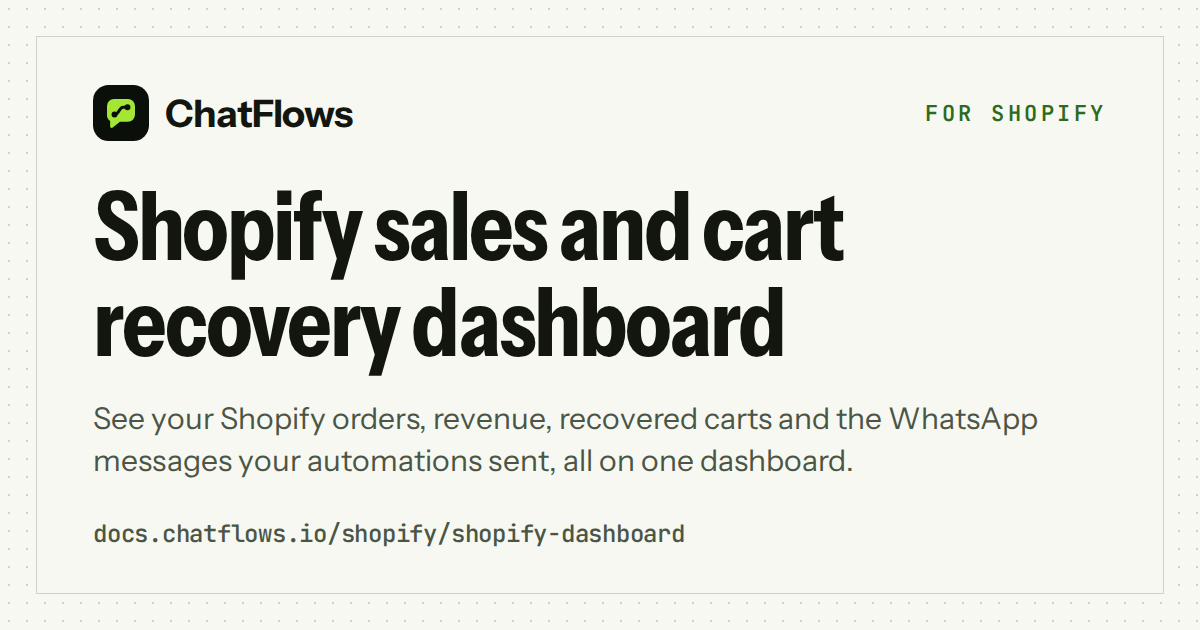 ChatFlows
FOR SHOPIFY
Shopify sales and cart
recovery dashboard
See your Shopify orders, revenue, recovered carts and the WhatsApp
messages your automations sent, all on one dashboard.
docs.chatflows.io/shopify/shopify-dashboard